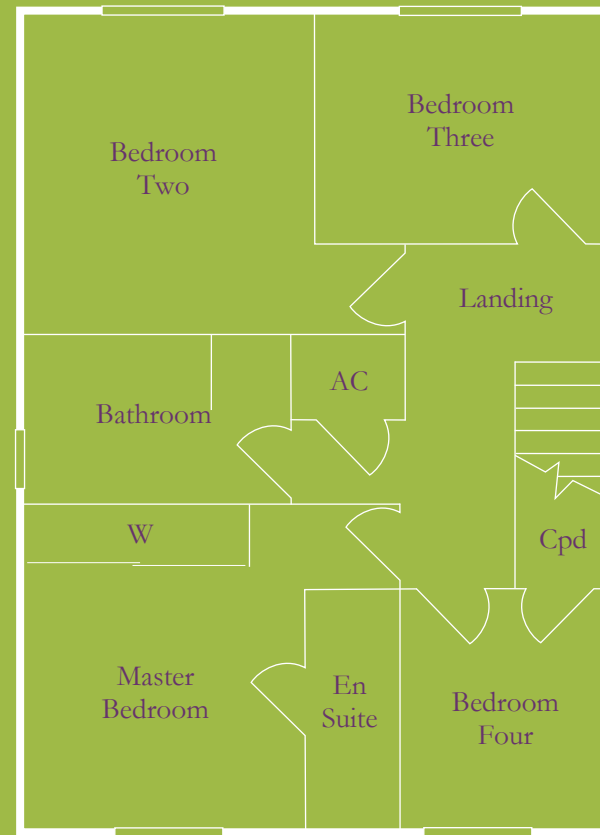 Bedroom
Two
Bedroom
Three
Landing
AC
Bathroom
W
Cpd
Master
Bedroom
En
Suite
Bedroom
Four